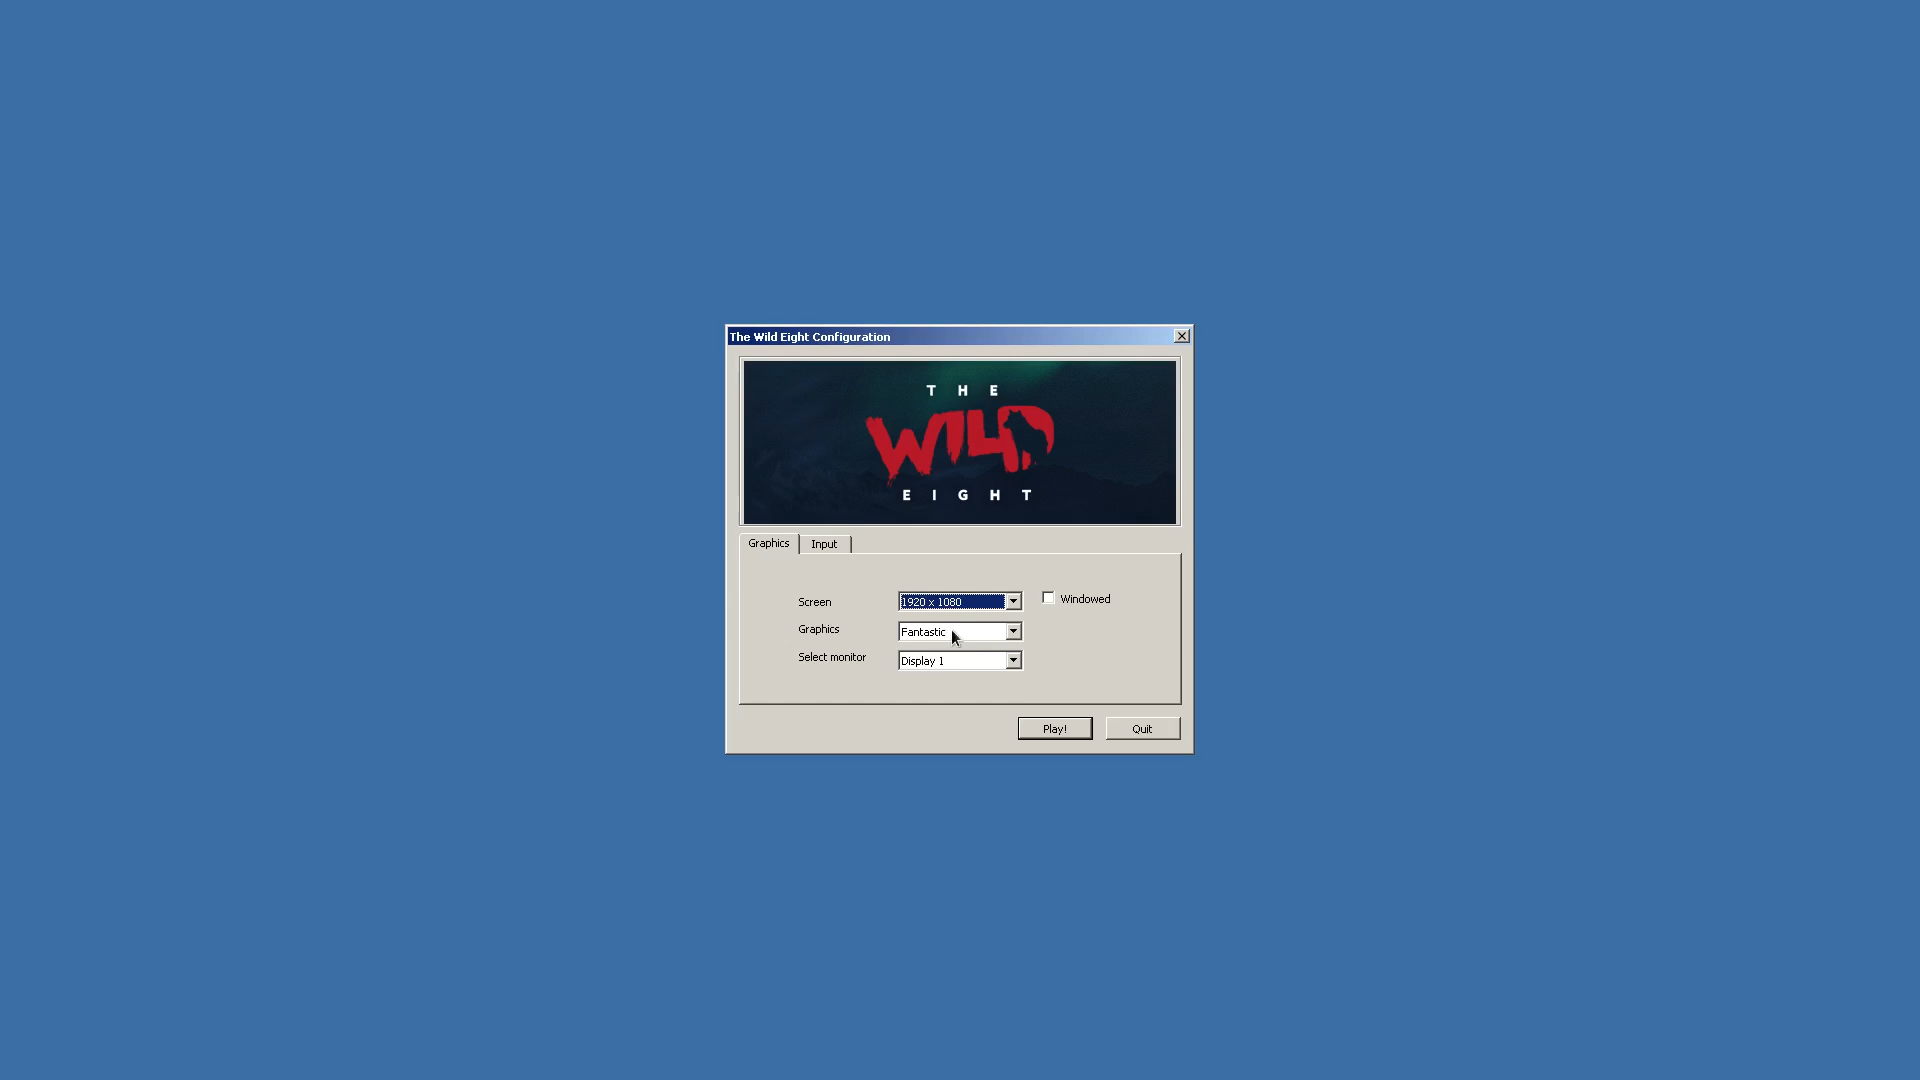 The Wild Eight Configuration
THE
WILD
EIGHT
Graphics Input
Screen 1920 x 1080 Windowed
Graphics Fantastic
Select monitor Display 1
Play! Quit